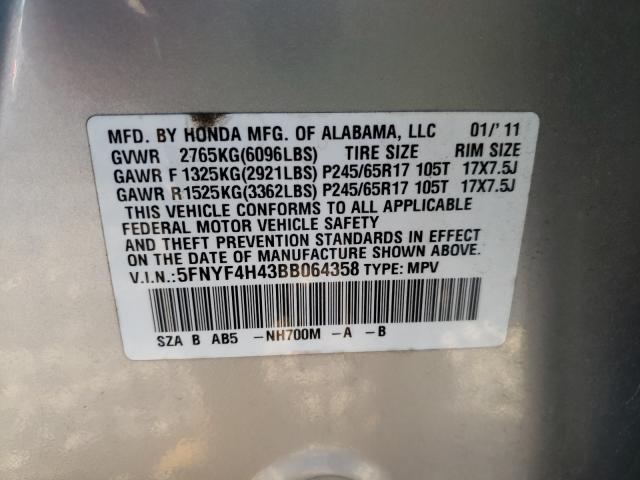 MFD. BY HONDA MFG. OF ALABAMA, LLC 01/'11
GVWR 2765KG(6096LBS) TIRE SIZE RIM SIZE
GAWR F 1325KG(2921LBS) P245/65R17 105T 17X7.5J
GAWR R1525KG(3362LBS) P245/65R17 105T 17X7.5J
THIS VEHICLE CONFORMS TO ALL APPLICABLE
FEDERAL MOTOR VEHICLE SAFETY
AND THEFT PREVENTION STANDARDS IN EFFECT
ON THE DATE OF MANUFACTURE SHOWN ABOVE.
V.I.N.:5FNYF4H43BB064358 TYPE: MPV
SZA B AB5 -NH700M -A -B